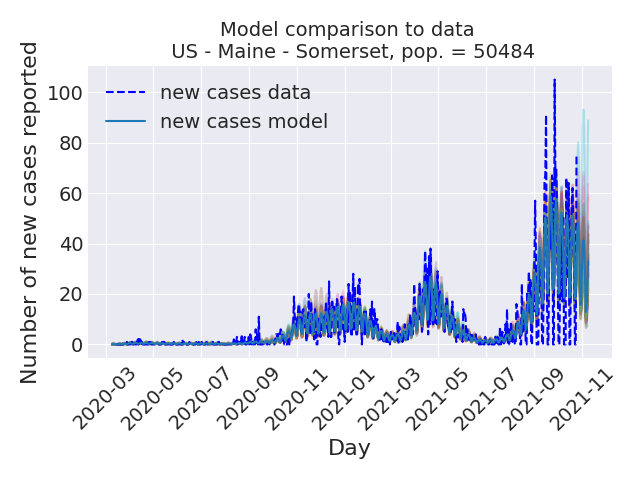 Model comparison to data
US - Maine - Somerset, pop. = 50484
Number of new cases reported
100
80
60
40
20
0
new cases data
new cases model
2020-03
2020-05
2020-07
2020-09
2020-11
2021-01
2021-03
2021-05
2021-07
2021-09
2021-11
Day